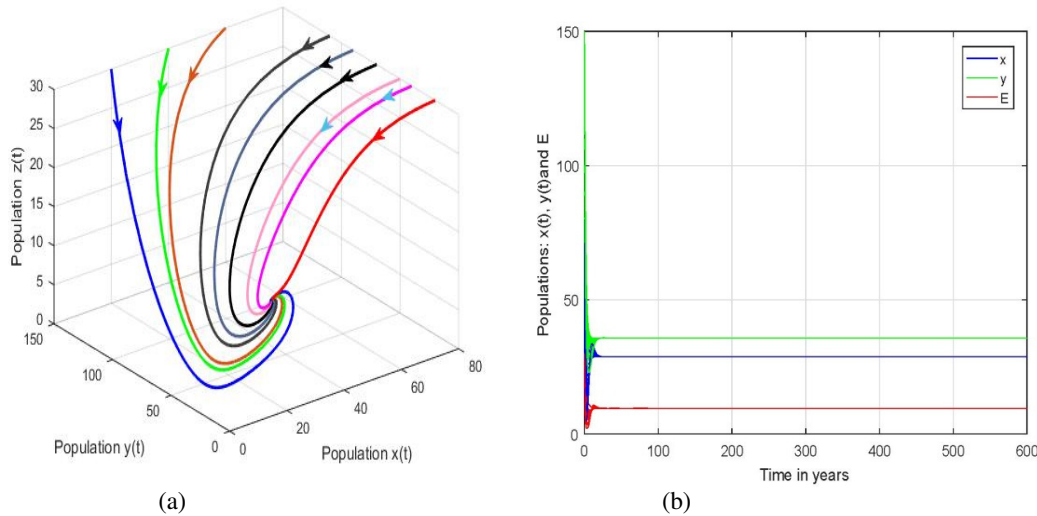 30
25
20
15
10
5
0
Population z(t)
150
100
50
0
Population y(t)
0
20
40
60
80
Population x(t)
(a)
150
100
50
0
Populations: x(t), y(t)and E
x
y
E
0
100
200
300
400
500
600
Time in years
(b)